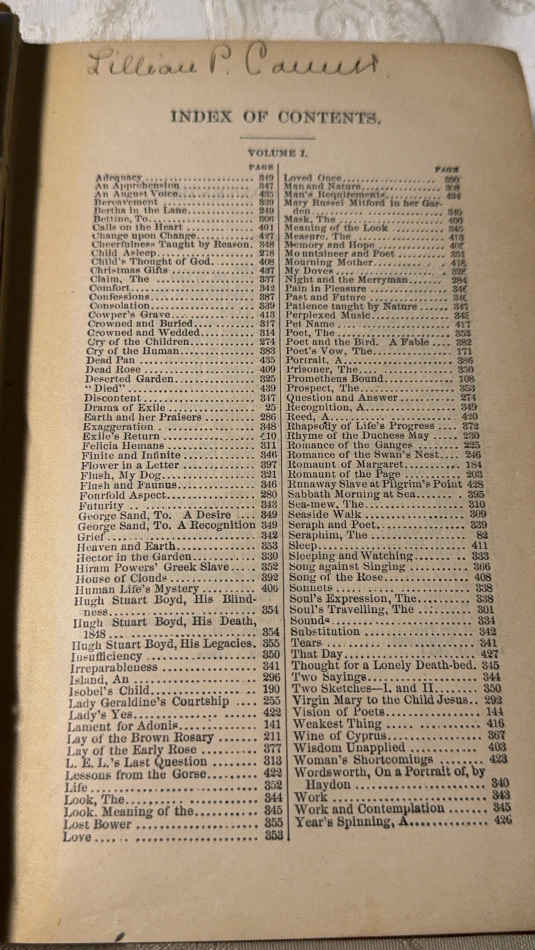 Lillian P.
INDEX OF CONTENTS.
VOLUME I.
PAGE
Adequacy 349
An Apprehension 347
An August Voice 425
Bereavement 339
Bertha in the Lane 249
Bettine, To 306
Calls on the Heart 401
Change upon Change 427
Cheerfulness Taught by Reason. 348
Child Asleep 278
Child's Thought of God 408
Christmas Gifts 437
Claim, The 337
Comfort 342
Confessions 387
Consolation 339
Cowper's Grave 413
Crowned and Buried 317
Crowned and Wedded 314
Cry of the Children 274
Cry of the Human 383
Dead Pan 435
Dead Rose 409
Deserted Garden 325
"Died" 439
Discontent 347
Drama of Exile 25
Earth and her Praisers 286
Exaggeration 348
Exile's Return 410
Felicia Hemans 311
Finite and Infinite 346
Flower in a Letter 397
Flush, My Dog 321
Flush and Faunus 346
Fourfold Aspect 280
Futurity 343
George Sand, To. A Desire 349
George Sand, To. A Recognition 349
Grief 342
Heaven and Earth 353
Hector in the Garden 330
Hiram Powers' Greek Slave 352
House of Clouds 392
Human Life's Mystery 406
Hugh Stuart Boyd, His Blind-
ness 354
Hugh Stuart Boyd, His Death,
1848 354
Hugh Stuart Boyd, His Legacies. 355
Insufficiency 350
Irreparableness 341
Island, An 296
Isobel's Child 190
Lady Geraldine's Courtship 255
Lady's Yes 422
Lament for Adonis 141
Lay of the Brown Rosary 211
Lay of the Early Rose 377
L. E. L.'s Last Question 313
Lessons from the Gorse 422
Life 352
Look, The 344
Look. Meaning of the 345
Lost Bower 355
Love 353
PAGE
Loved Once
Man and Nature 308
Man's Requirements 424
Mary Russel Mitford in her Gar-
den 345
Mask, The 400
Meaning of the Look 345
Measure, The 413
Memory and Hope
Mountaineer and Poet 351
Mourning Mother
My Doves 328
Night and the Merryman 284
Pain in Pleasure
Past and Future
Patience taught by Nature
Perplexed Music
Pet Name 417
Poet, The 353
Poet and the Bird. A Fable 382
Poet's Vow, The 171
Portrait, A 386
Prisoner, The 350
Prometheus Bound 108
Prospect, The 353
Question and Answer 274
Recognition, A 349
Reed, A 420
Rhapsody of Life's Progress 372
Rhyme of the Duchess May 230
Romance of the Ganges 225
Romance of the Swan's Nest 246
Romaunt of Margaret 184
Romaunt of the Page 203
Runaway Slave at Pilgrim's Point 428
Sabbath Morning at Sea 395
Sea-mew, The 310
Seaside Walk 309
Seraph and Poet 339
Seraphim, The 82
Sleep 411
Sleeping and Watching 333
Song against Singing 366
Song of the Rose 408
Sonnets 338
Soul's Expression, The 338
Soul's Travelling, The 301
Sounds 334
Substitution 342
Tears 341
That Day 427
Thought for a Lonely Death-bed. 345
Two Sayings 344
Two Sketches—I. and II. 350
Virgin Mary to the Child Jesus 292
Vision of Poets 144
Weakest Thing 416
Wine of Cyprus 367
Wisdom Unapplied 403
Woman's Shortcomings 423
Wordsworth, On a Portrait of, by
Haydon 340
Work 343
Work and Contemplation 345
Year's Spinning, A 426